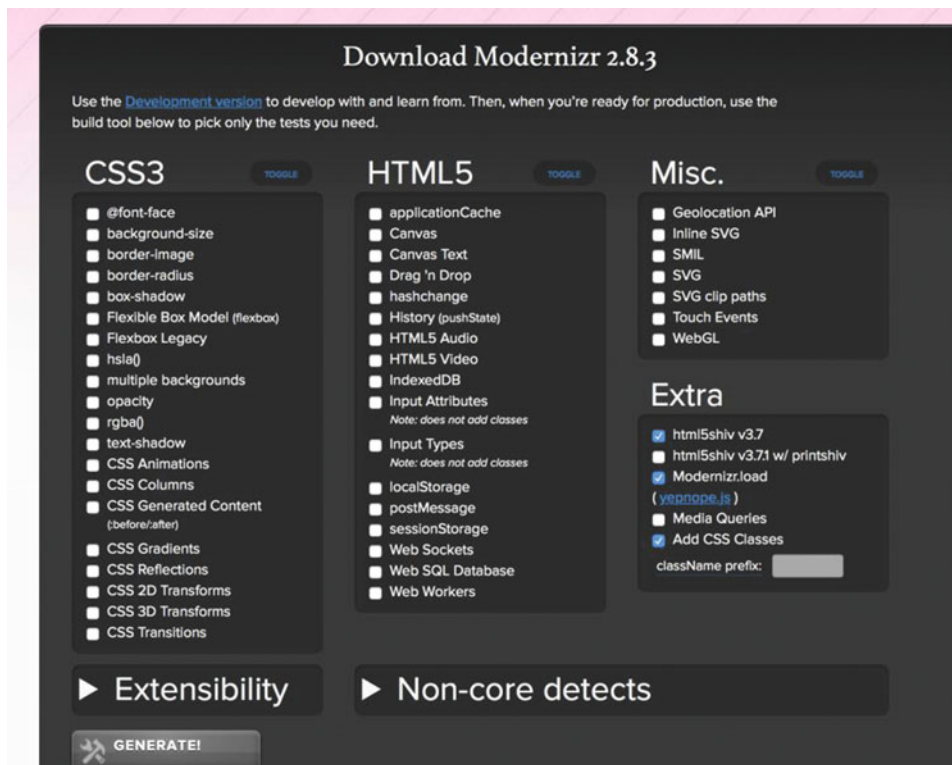 Download Modernizr 2.8.3
Use the Development version to develop with and learn from. Then, when you're ready for production, use the
build tool below to pick only the tests you need.
CSS3
TOGGLE
@font-face
background-size
border-image
border-radius
box-shadow
Flexible Box Model (flexbox)
Flexbox Legacy
hsla()
multiple backgrounds
opacity
rgba()
text-shadow
CSS Animations
CSS Columns
CSS Generated Content
(:before/:after)
CSS Gradients
CSS Reflections
CSS 2D Transforms
CSS 3D Transforms
CSS Transitions
HTML5
TOGGLE
applicationCache
Canvas
Canvas Text
Drag 'n Drop
hashchange
History (pushState)
HTML5 Audio
HTML5 Video
IndexedDB
Input Attributes
Note: does not add classes
Input Types
Note: does not add classes
localStorage
postMessage
sessionStorage
Web Sockets
Web SQL Database
Web Workers
Misc.
TOGGLE
Geolocation API
Inline SVG
SMIL
SVG
SVG clip paths
Touch Events
WebGL
Extra
html5shiv v3.7
html5shiv v3.7.1 w/ printshiv
Modernizr.load
( yepnope.js )
Media Queries
Add CSS Classes
className prefix:
Extensibility
Non-core detects
GENERATE!